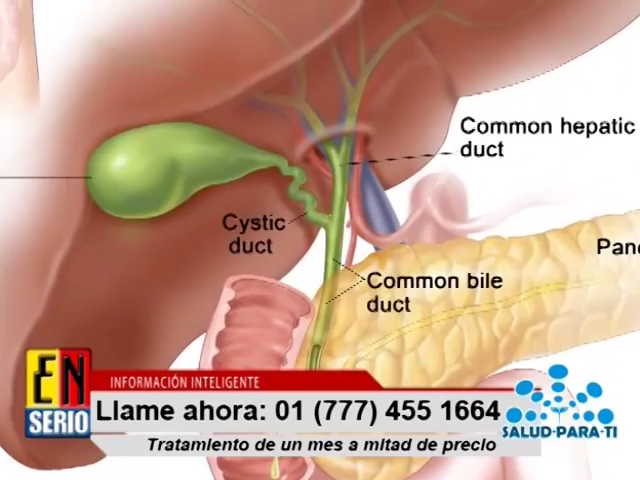 Common hepatic
duct
Cystic
duct
Common bile
duct
EN
SERIO
INFORMACIÓN INTELIGENTE
Llame ahora: 01 (777) 455 1664
Tratamiento de un mes a mitad de precio
SALUD·PARA·TI